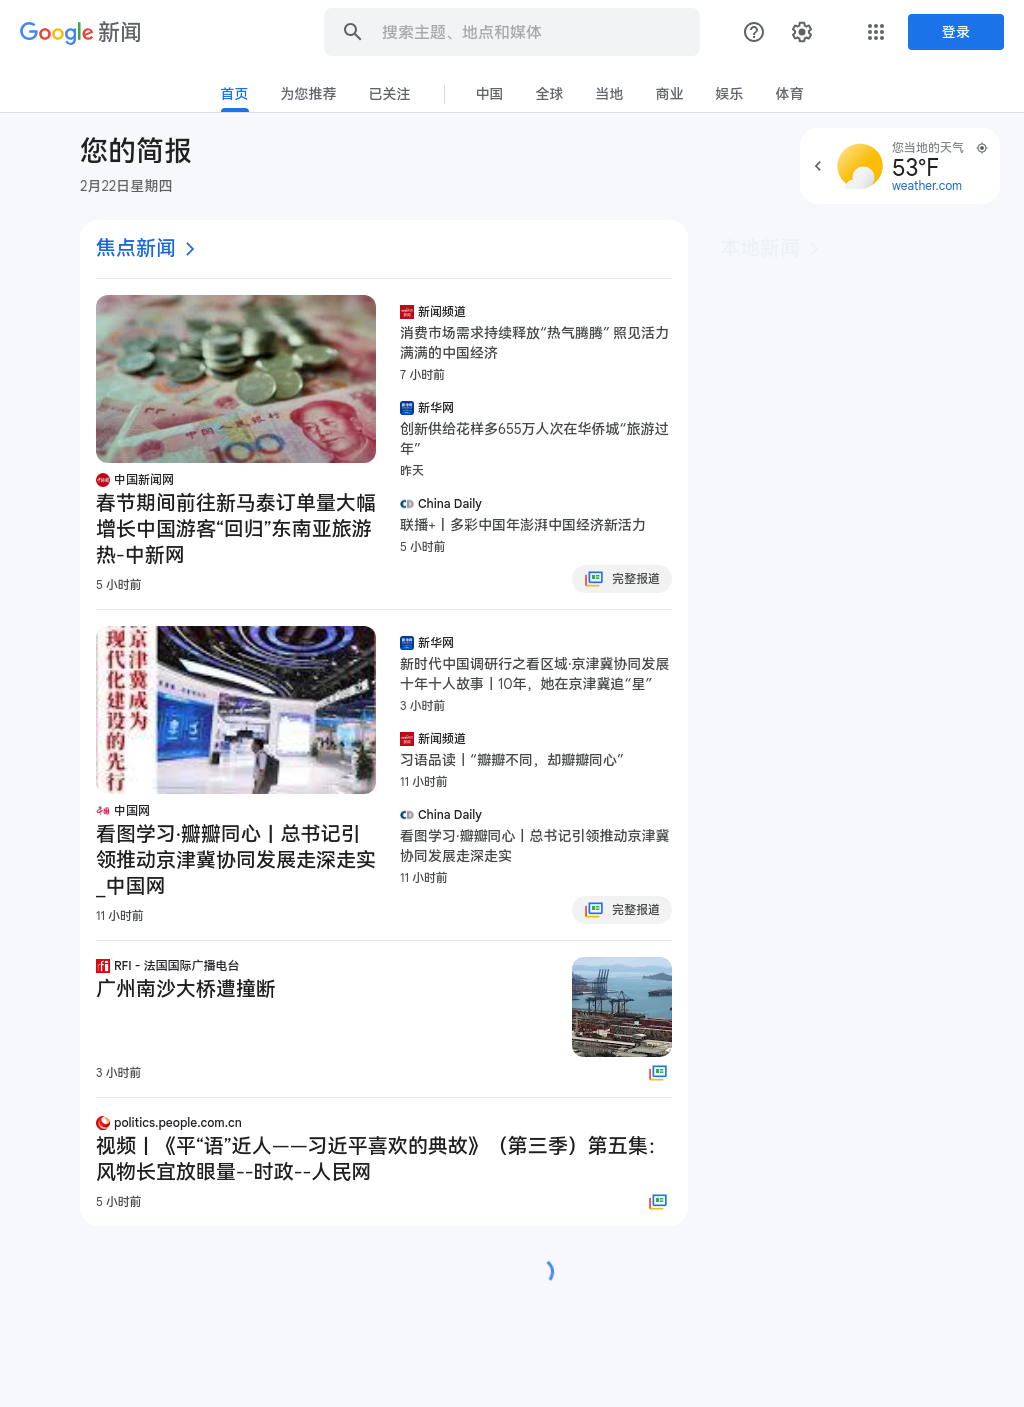 Google 新闻
搜索主题、地点和媒体
登录
首页
为您推荐
已关注
中国
全球
当地
商业
娱乐
体育
您的简报
2月22日星期四
您当地的天气
53°F
weather.com
焦点新闻
本地新闻
中国新闻网
春节期间前往新马泰订单量大幅
增长中国游客“回归”东南亚旅游
热-中新网
5 小时前
新闻频道
消费市场需求持续释放“热气腾腾” 照见活力
满满的中国经济
7 小时前
新华网
创新供给花样多655万人次在华侨城“旅游过
年”
昨天
China Daily
联播+丨多彩中国年澎湃中国经济新活力
5 小时前
完整报道
京津冀成为
现代化建设的先行
中国网
看图学习·瓣瓣同心丨总书记引
领推动京津冀协同发展走深走实
_中国网
11 小时前
新华网
新时代中国调研行之看区域·京津冀协同发展
十年十人故事丨10年，她在京津冀追“星”
3 小时前
新闻频道
习语品读丨“瓣瓣不同，却瓣瓣同心”
11 小时前
China Daily
看图学习·瓣瓣同心丨总书记引领推动京津冀
协同发展走深走实
11 小时前
完整报道
RFI - 法国国际广播电台
广州南沙大桥遭撞断
3 小时前
politics.people.com.cn
视频丨《平“语”近人——习近平喜欢的典故》（第三季）第五集：
风物长宜放眼量--时政--人民网
5 小时前